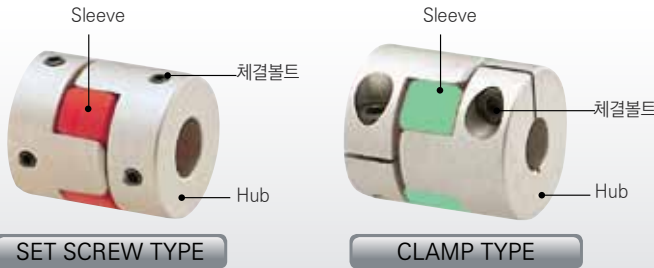 Sleeve
체결볼트
Hub
SET SCREW TYPE
Sleeve
체결볼트
Hub
CLAMP TYPE